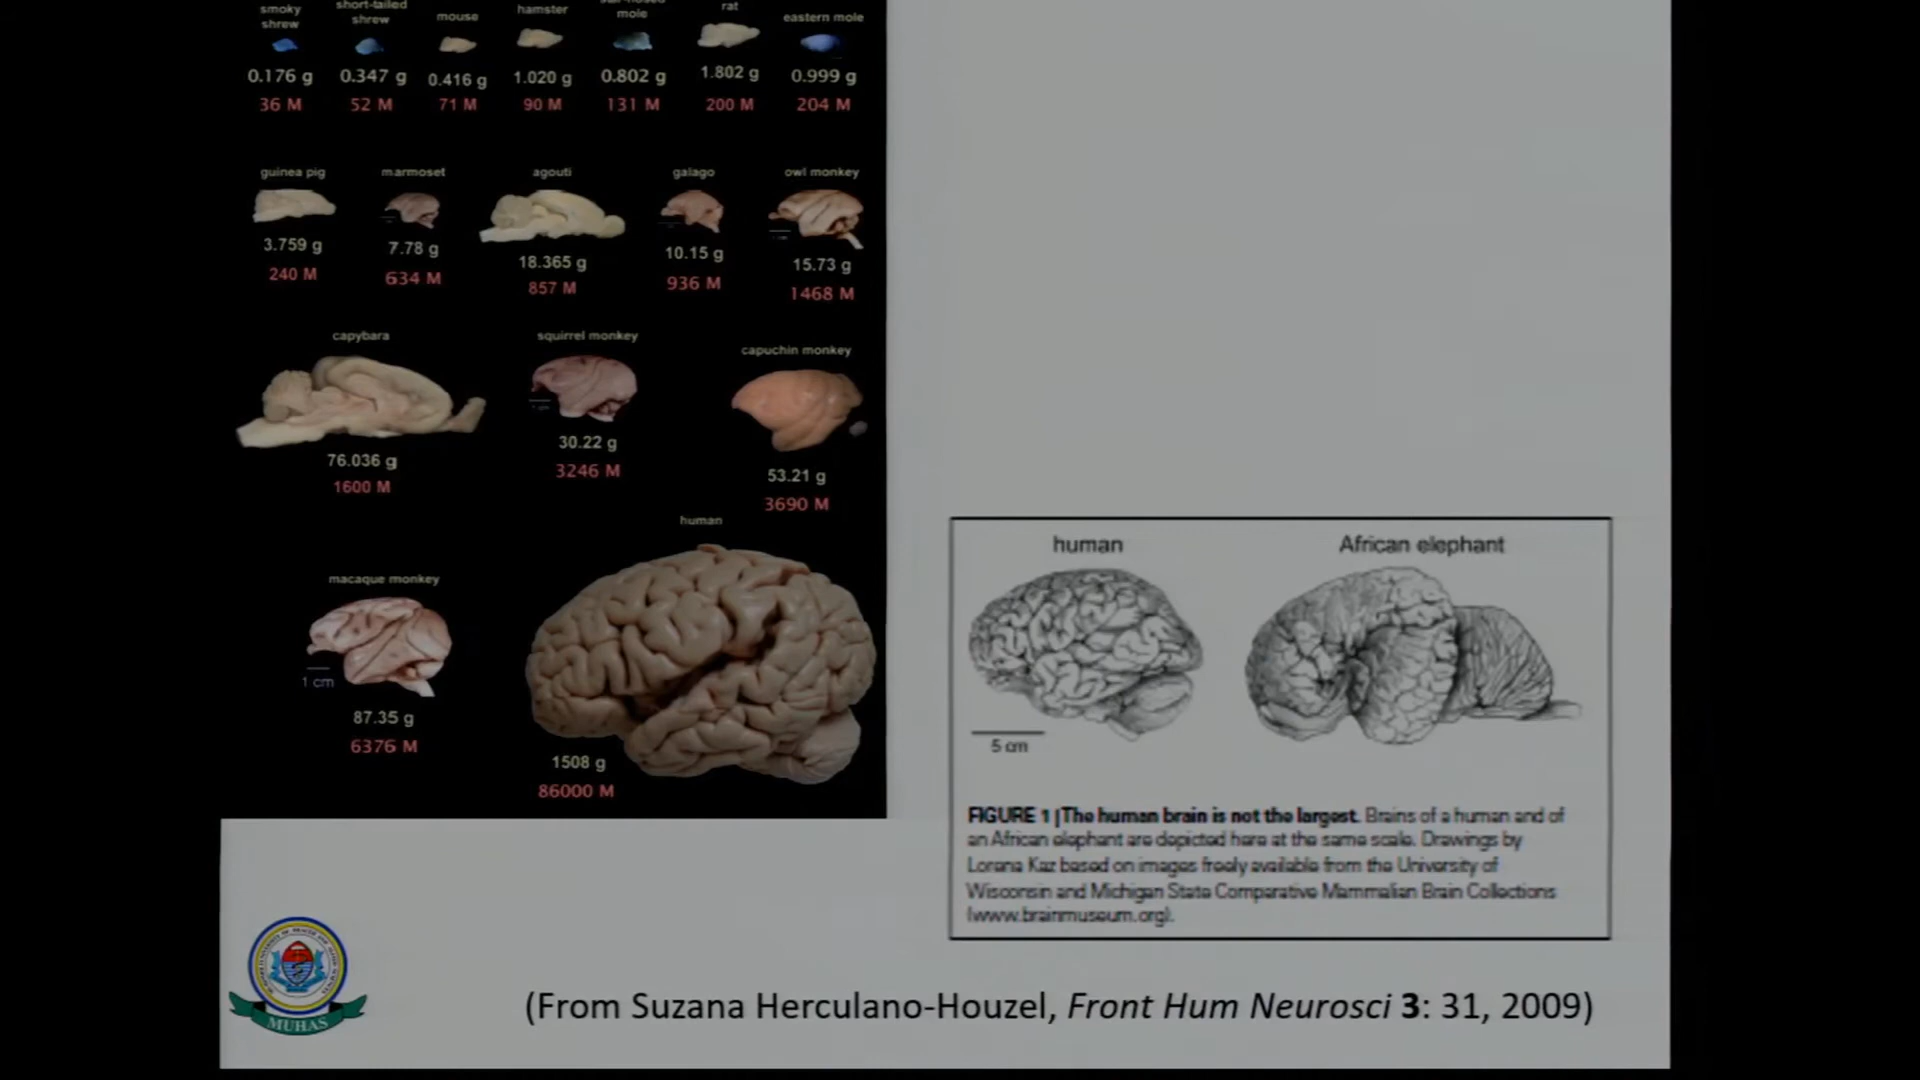 smoky
shrew
short-tailed
shrew
mouse
hamster
mole
rat
eastern mole
0.176 g
0.347 g
0.416 g
1.020 g
0.802 g
1.802 g
0.999 g
36 M
52 M
71 M
90 M
131 M
200 M
204 M
guinea pig
marmoset
agouti
galago
owl monkey
3.759 g
7.78 g
18.365 g
10.15 g
15.73 g
240 M
634 M
857 M
936 M
1468 M
capybara
squirrel monkey
capuchin monkey
76.036 g
30.22 g
53.21 g
1600 M
3246 M
3690 M
macaque monkey
human
1 cm
87.35 g
1508 g
6376 M
86000 M
human
African elephant
5 cm
FIGURE 1 | The human brain is not the largest. Brains of a human and of
an African elephant are depicted here at the same scale. Drawings by
Lorena Kaz based on images freely available from the University of
Wisconsin and Michigan State Comparative Mammalian Brain Collections
(www.brainmuseum.org).
MUHAS
(From Suzana Herculano-Houzel, Front Hum Neurosci 3: 31, 2009)